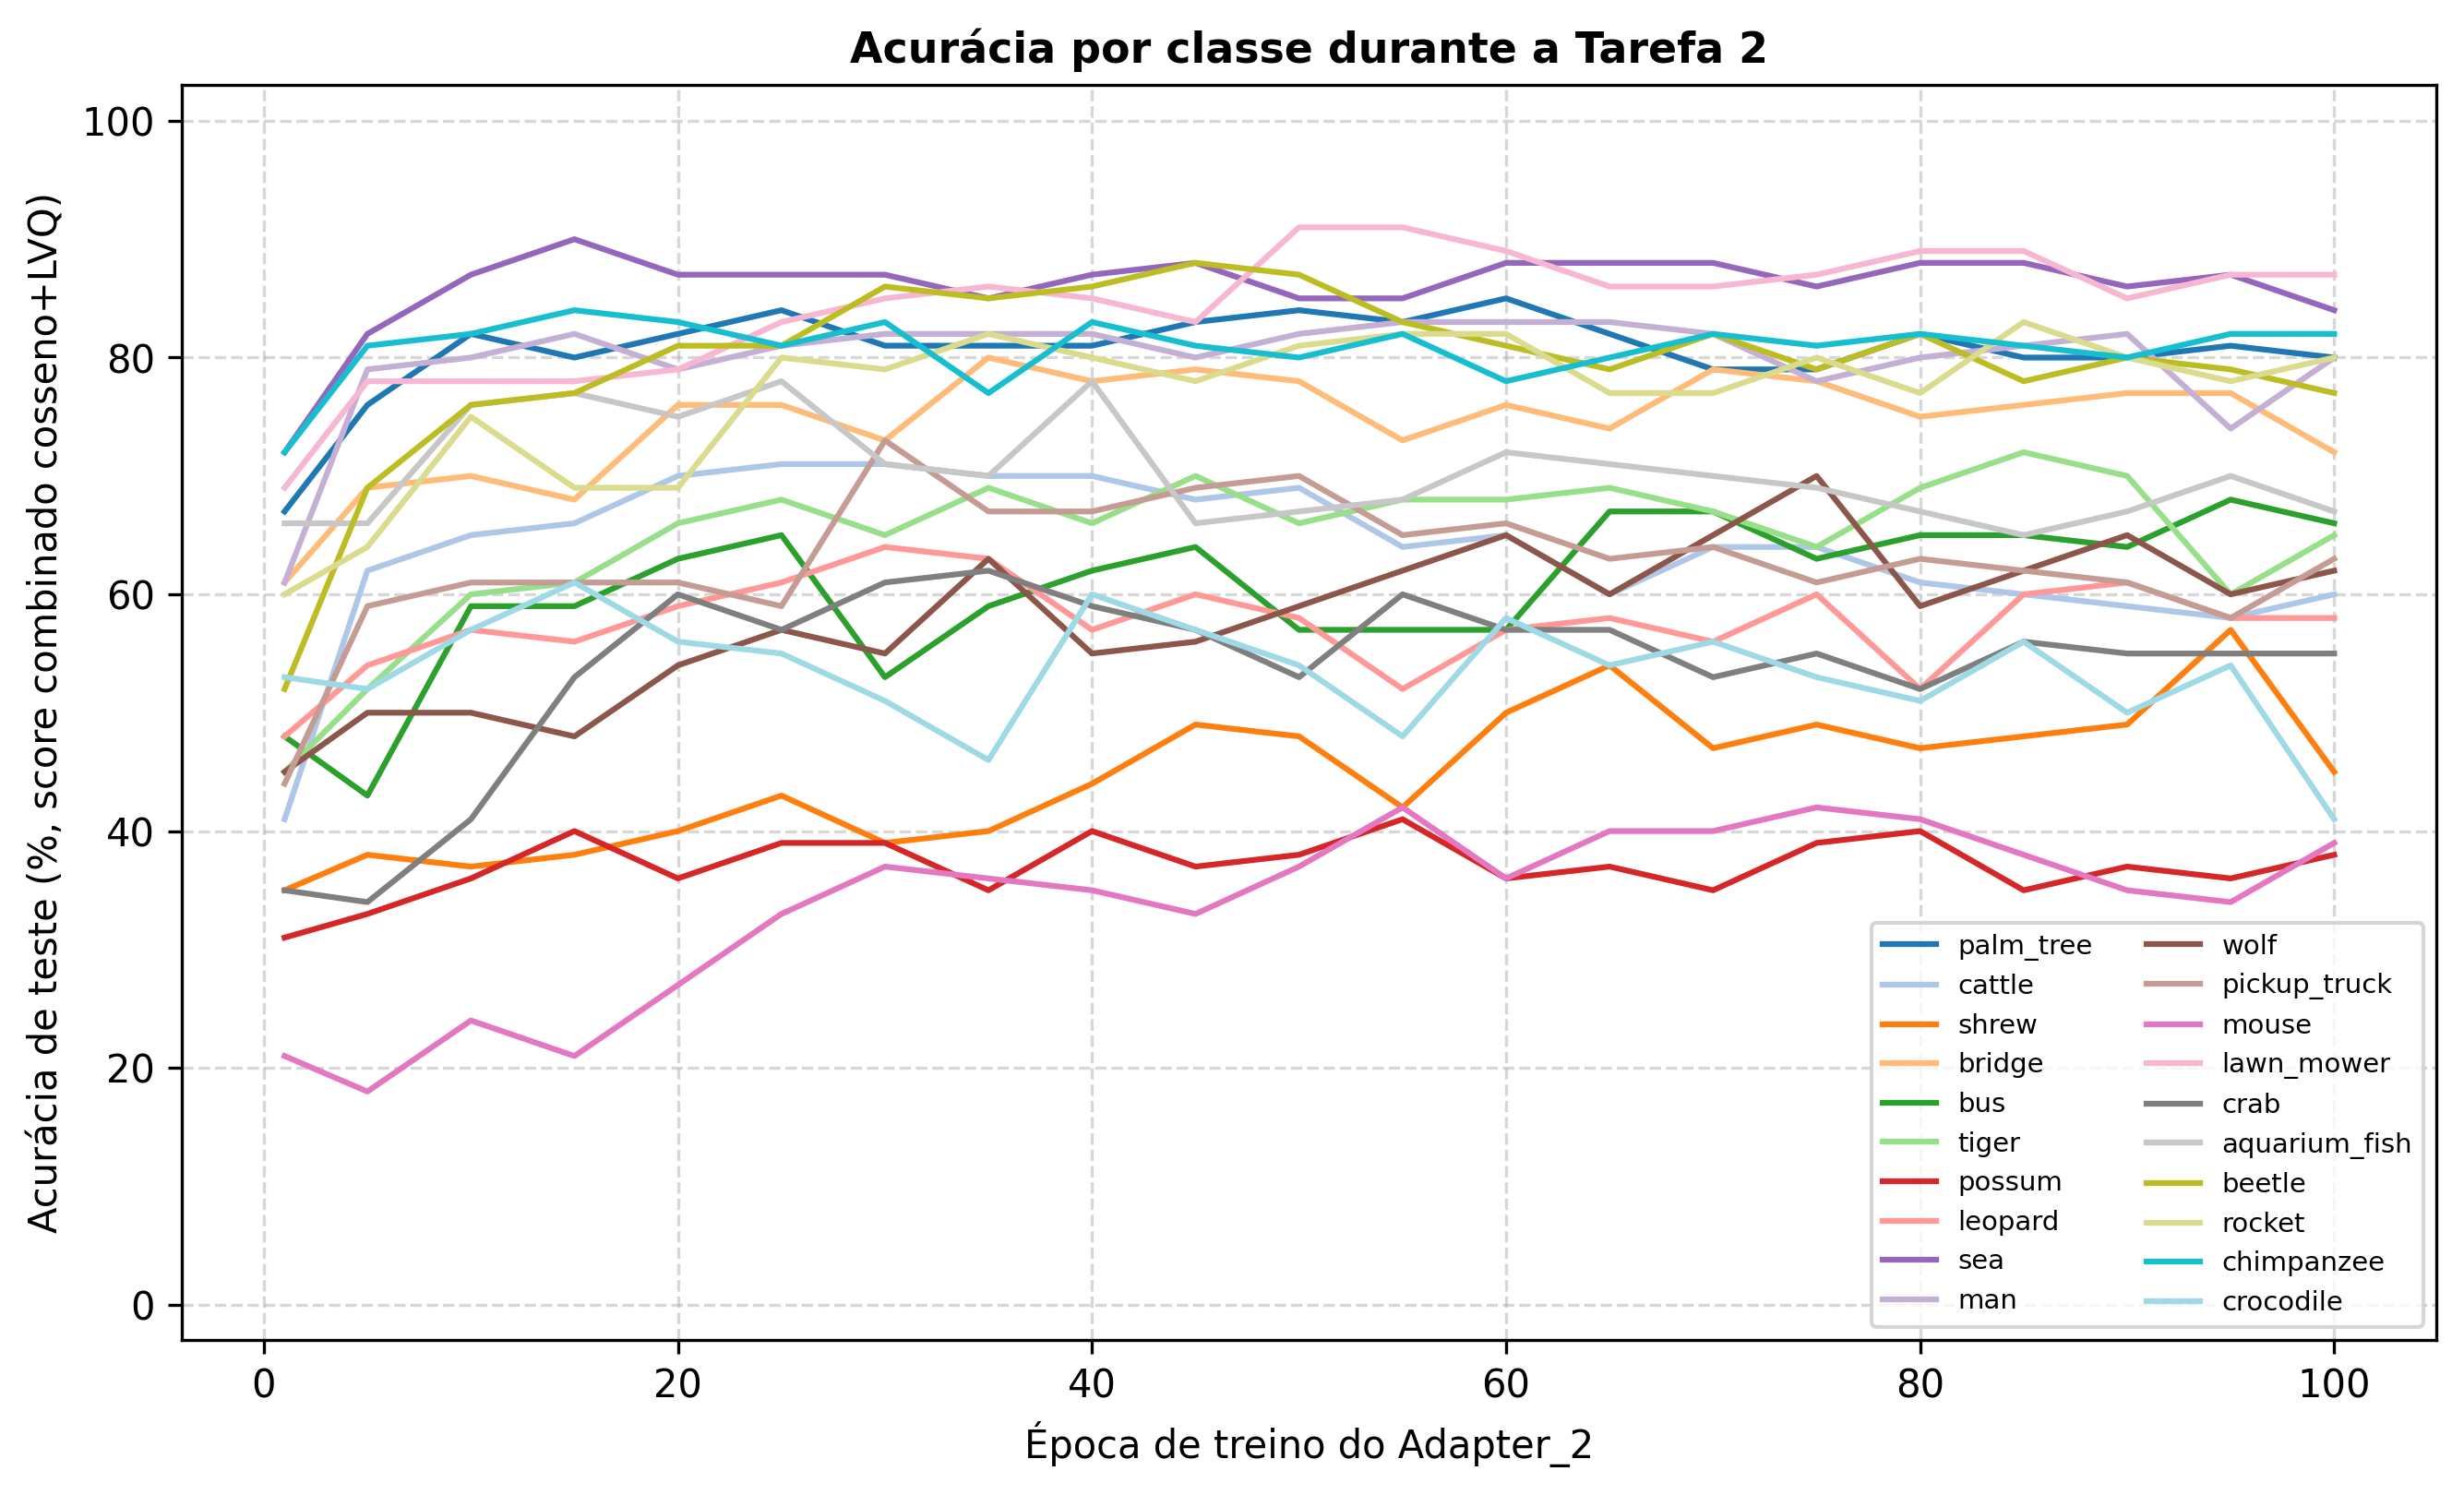 Acurácia por classe durante a Tarefa 2
Acurácia de teste (%, score combinado cosseno+LVQ)
100
80
60
40
20
0
0 20 40 60 80 100
Época de treino do Adapter_2
palm_tree
cattle
shrew
bridge
bus
tiger
possum
leopard
sea
man
wolf
pickup_truck
mouse
lawn_mower
crab
aquarium_fish
beetle
rocket
chimpanzee
crocodile